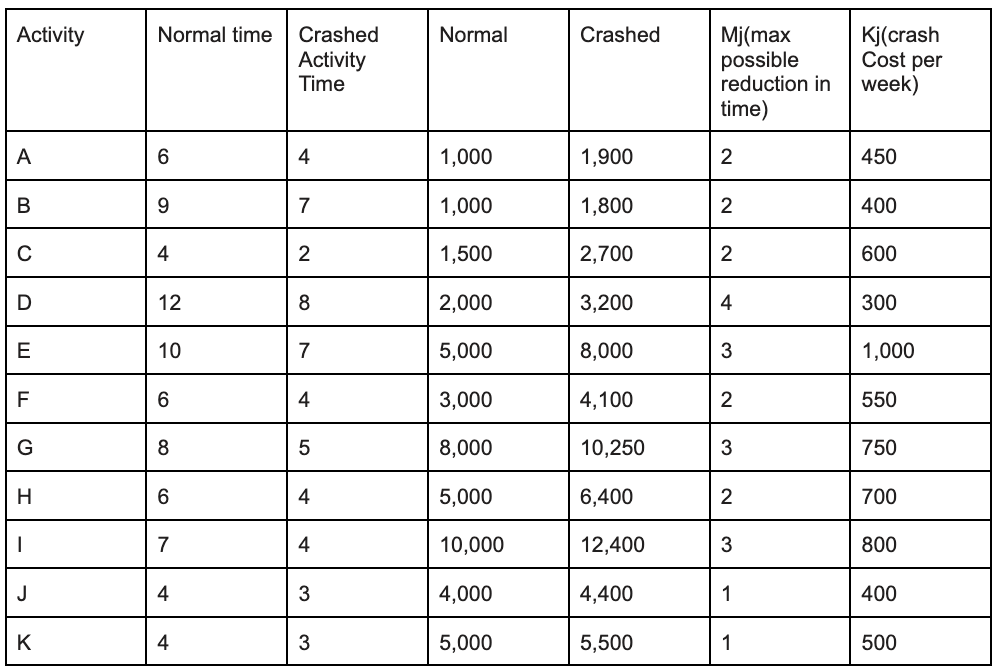 Activity Normal time Crashed Activity Time Normal Crashed Mj(max possible reduction in time) Kj(crash Cost per week)
A 6 4 1,000 1,900 2 450
B 9 7 1,000 1,800 2 400
C 4 2 1,500 2,700 2 600
D 12 8 2,000 3,200 4 300
E 10 7 5,000 8,000 3 1,000
F 6 4 3,000 4,100 2 550
G 8 5 8,000 10,250 3 750
H 6 4 5,000 6,400 2 700
I 7 4 10,000 12,400 3 800
J 4 3 4,000 4,400 1 400
K 4 3 5,000 5,500 1 500